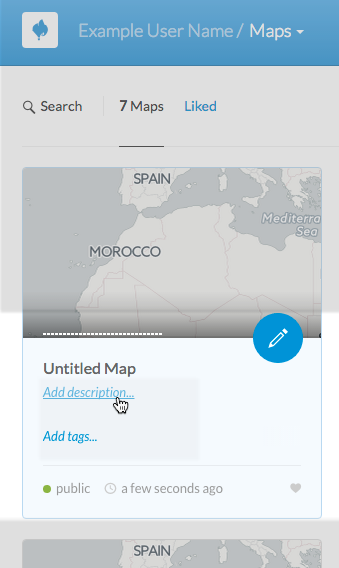 Example User Name / Maps
Search 7 Maps Liked
SPAIN
Mediterra
Sea
MOROCCO
Untitled Map
Add description...
Add tags...
public a few seconds ago
SPAIN